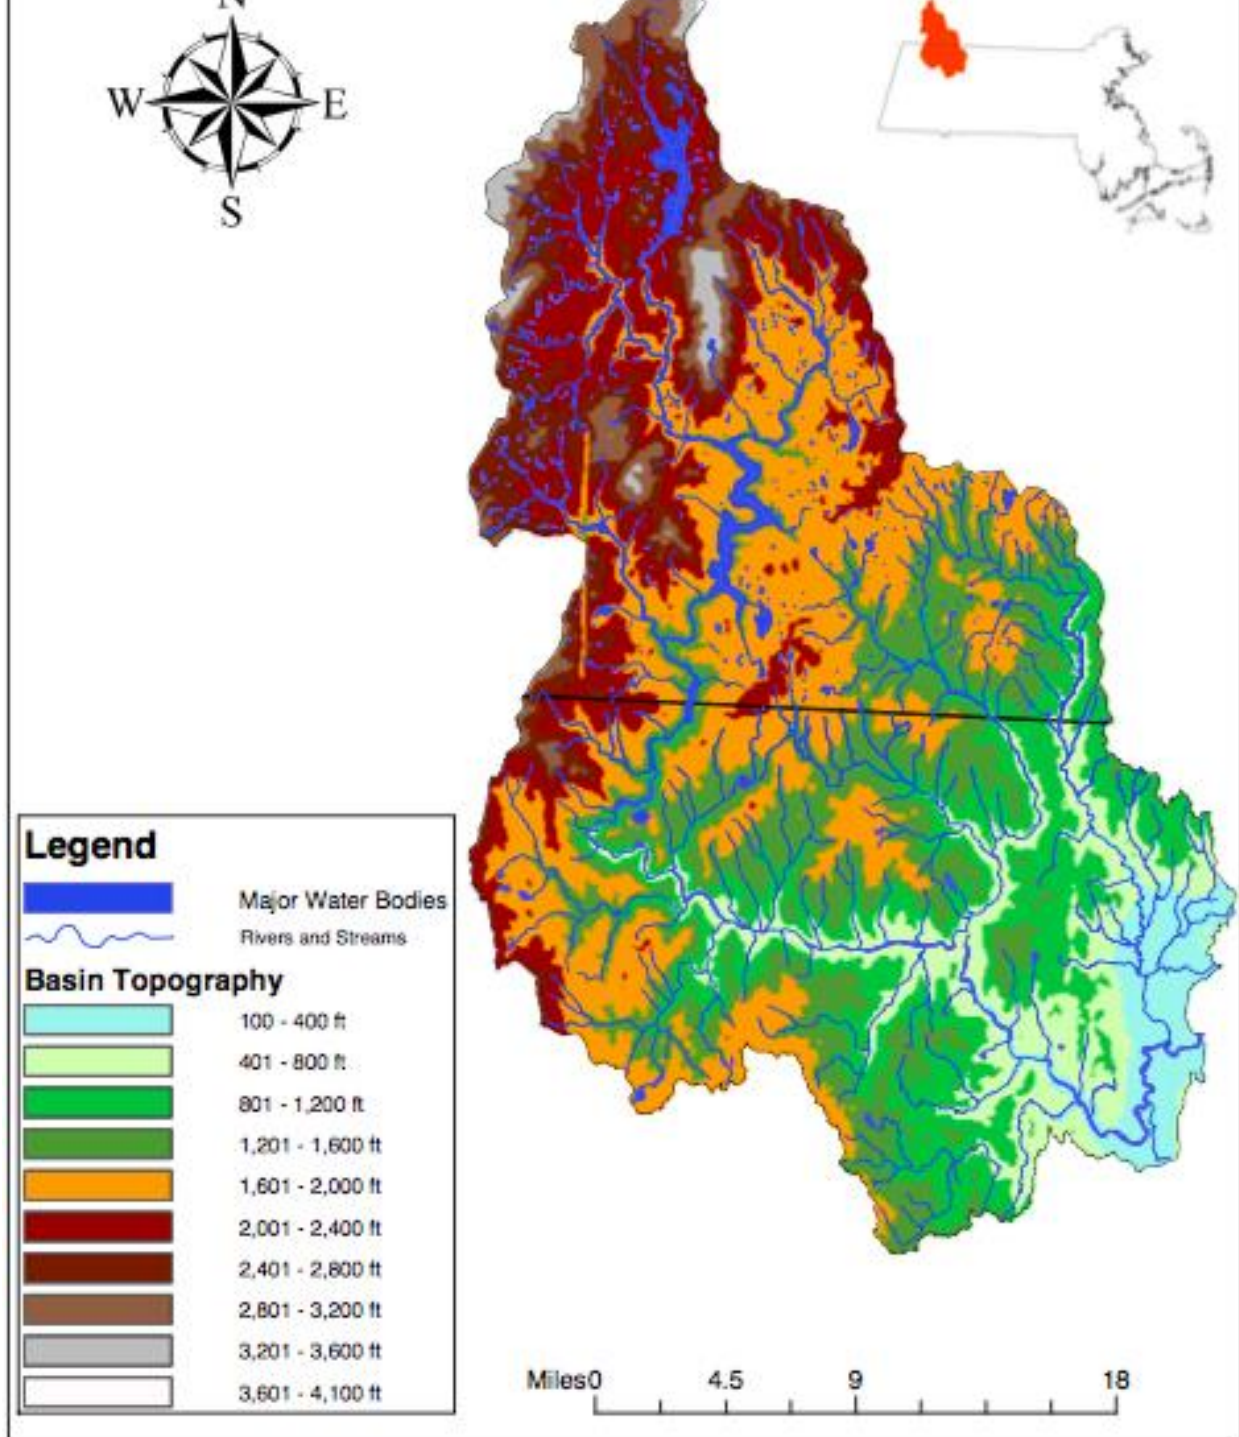 N
W E
S
Legend
Major Water Bodies
Rivers and Streams
Basin Topography
100 - 400 ft
401 - 800 ft
801 - 1,200 ft
1,201 - 1,600 ft
1,601 - 2,000 ft
2,001 - 2,400 ft
2,401 - 2,800 ft
2,801 - 3,200 ft
3,201 - 3,600 ft
3,601 - 4,100 ft
Miles0 4.5 9 18